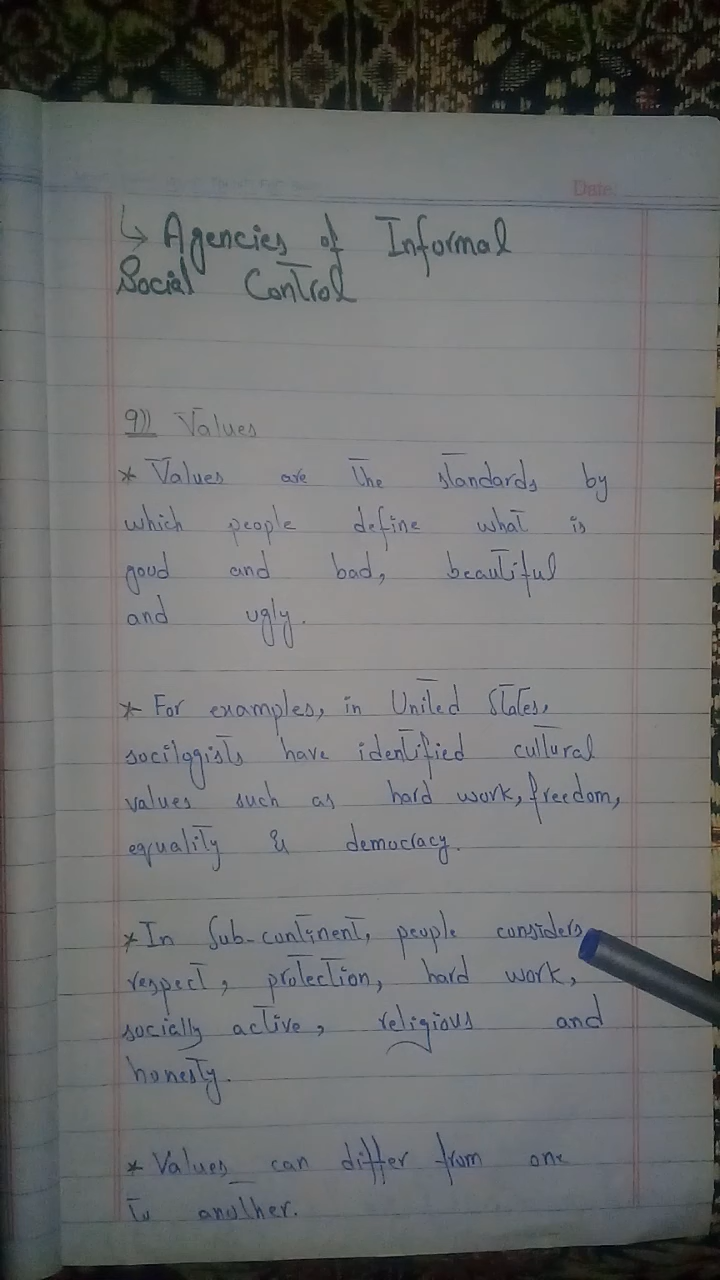 Date:
↳ Agencies of Informal
Social Control
9)) Values
* Values are the standards by
which people define what is
good and bad, beautiful
and ugly.
* For examples, in United States,
socilogists have identified cultural
values such as hard work, freedom,
equality & democracy.
* In Sub-continent, people considers
respect, protection, hard work,
socially active, religious and
honesty.
* Values can differ from one
to another.